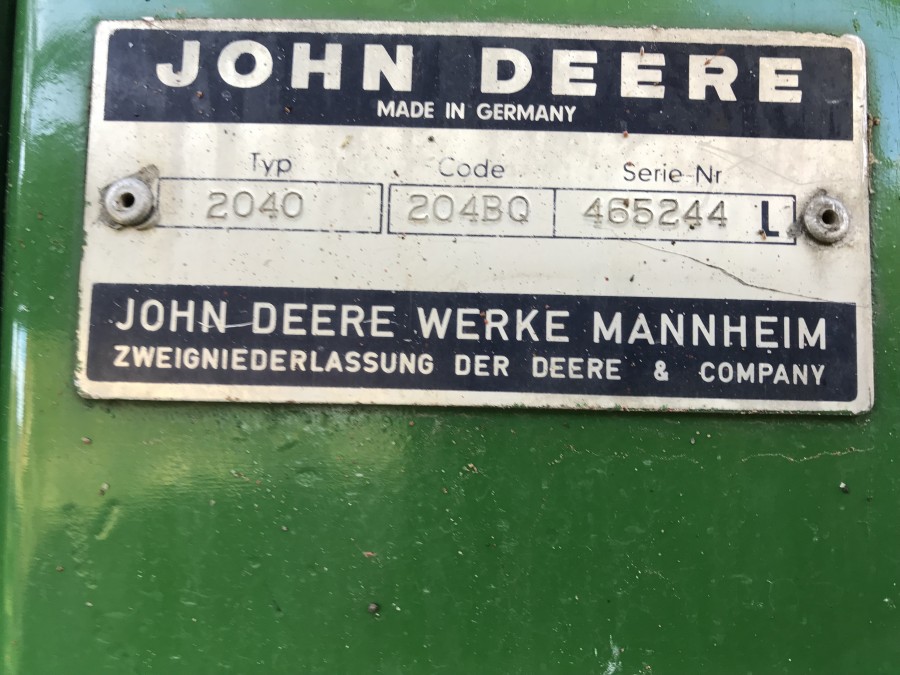 JOHN DEERE
MADE IN GERMANY
Typ Code Serie-Nr
2040 204BQ 465244 L
JOHN DEERE WERKE MANNHEIM
ZWEIGNIEDERLASSUNG DER DEERE & COMPANY